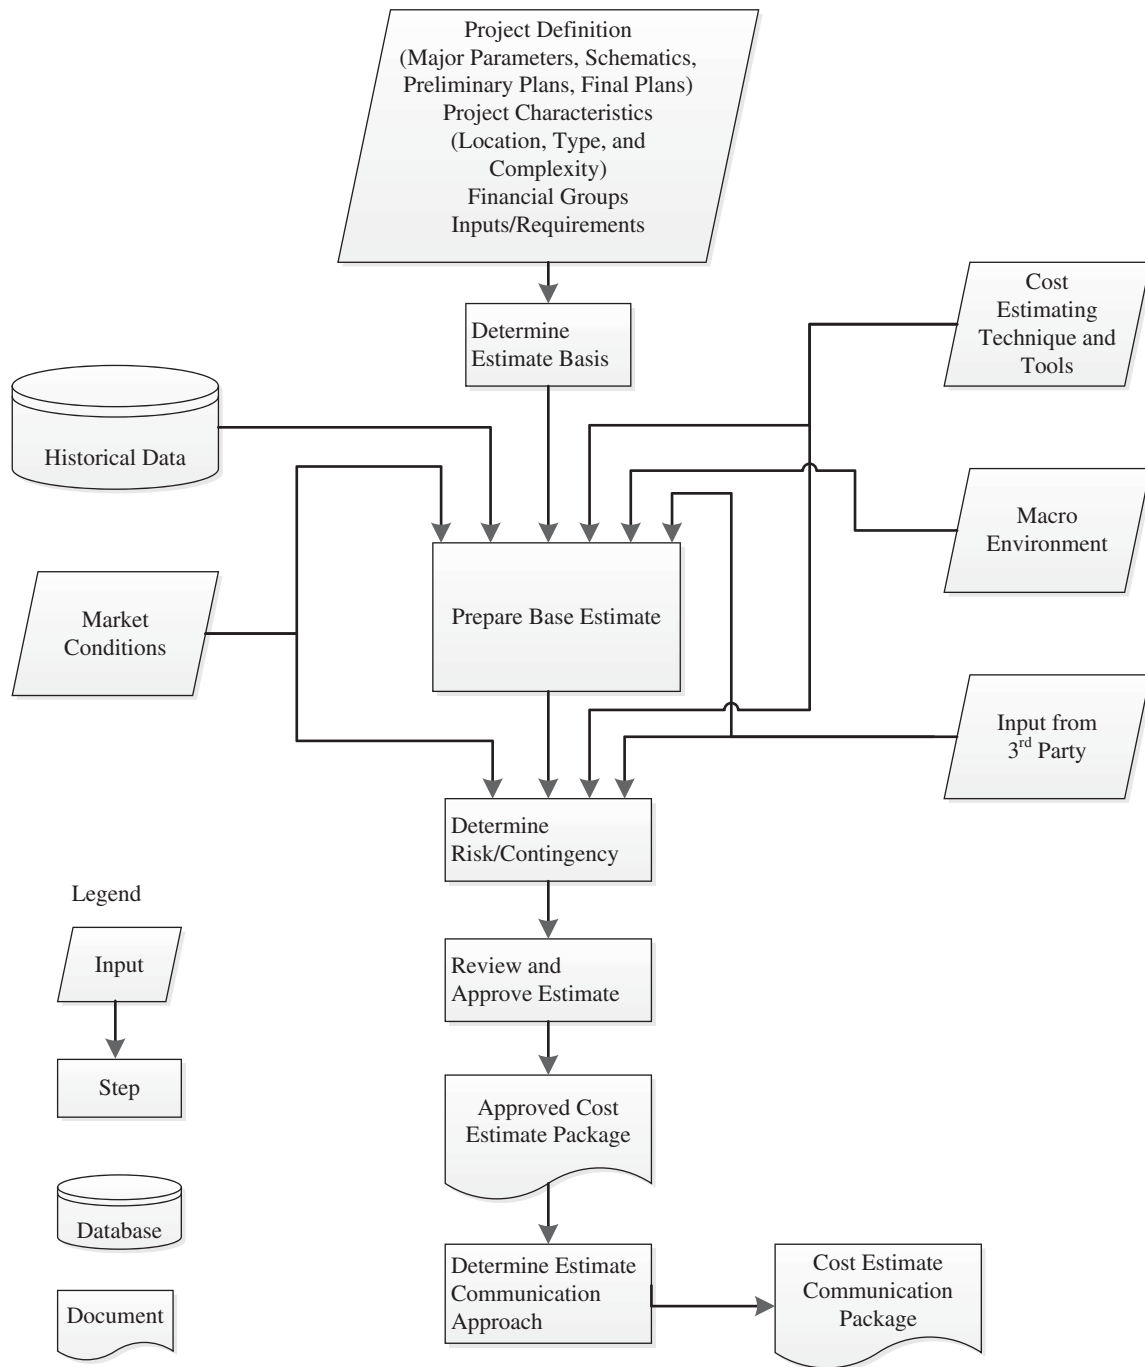 Project Definition
(Major Parameters, Schematics,
Preliminary Plans, Final Plans)
Project Characteristics
(Location, Type, and
Complexity)
Financial Groups
Inputs/Requirements
Determine
Estimate Basis
Cost
Estimating
Technique and
Tools
Historical Data
Macro
Environment
Market
Conditions
Prepare Base Estimate
Input from
3rd Party
Determine
Risk/Contingency
Legend
Input
Step
Database
Document
Review and
Approve Estimate
Approved Cost
Estimate Package
Determine Estimate
Communication
Approach
Cost Estimate
Communication
Package